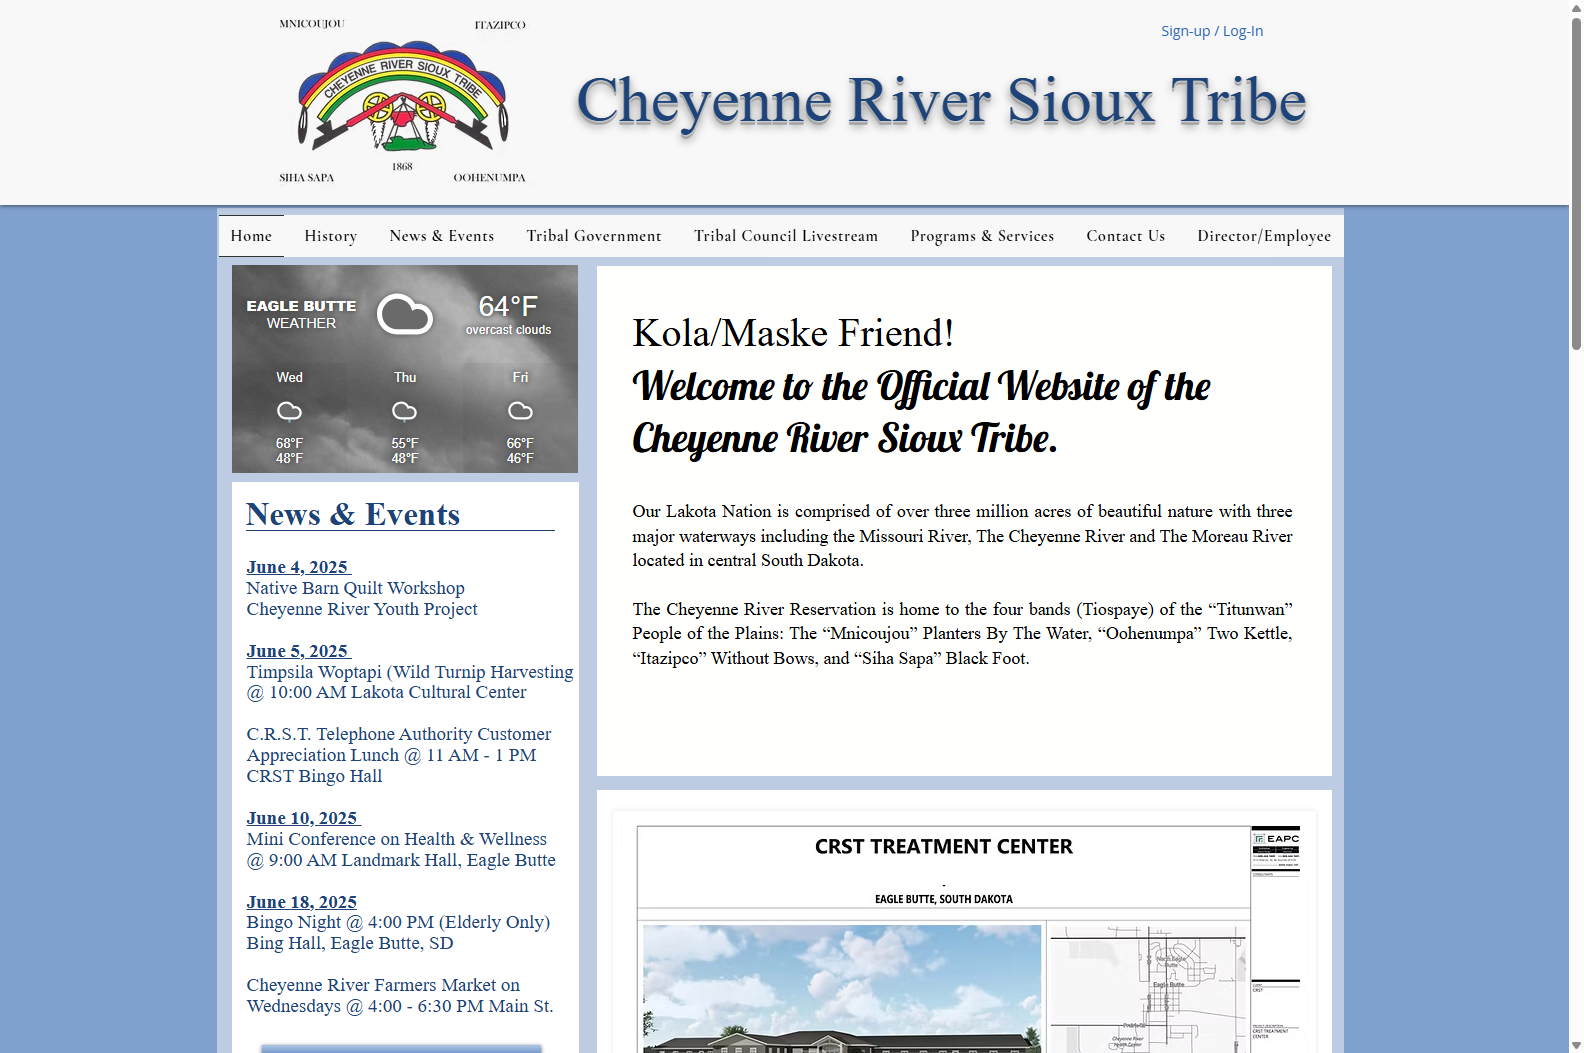 MNICOUJOU
ITAZIPCO
CHEYENNE RIVER SIOUX TRIBE
1868
SIHA SAPA
OOHENUMPA
Sign-up / Log-In
Cheyenne River Sioux Tribe
Home
History
News & Events
Tribal Government
Tribal Council Livestream
Programs & Services
Contact Us
Director/Employee
EAGLE BUTTE
WEATHER
64°F
overcast clouds
Wed
Thu
Fri
68°F
55°F
66°F
48°F
48°F
46°F
News & Events
June 4, 2025
Native Barn Quilt Workshop
Cheyenne River Youth Project
June 5, 2025
Timpsila Woptapi (Wild Turnip Harvesting
@ 10:00 AM Lakota Cultural Center
C.R.S.T. Telephone Authority Customer
Appreciation Lunch @ 11 AM - 1 PM
CRST Bingo Hall
June 10, 2025
Mini Conference on Health & Wellness
@ 9:00 AM Landmark Hall, Eagle Butte
June 18, 2025
Bingo Night @ 4:00 PM (Elderly Only)
Bing Hall, Eagle Butte, SD
Cheyenne River Farmers Market on
Wednesdays @ 4:00 - 6:30 PM Main St.
Kola/Maske Friend!
Welcome to the Official Website of the
Cheyenne River Sioux Tribe.
Our Lakota Nation is comprised of over three million acres of beautiful nature with three
major waterways including the Missouri River, The Cheyenne River and The Moreau River
located in central South Dakota.
The Cheyenne River Reservation is home to the four bands (Tiospaye) of the “Titunwan”
People of the Plains: The “Mnicoujou” Planters By The Water, “Oohenumpa” Two Kettle,
“Itazipco” Without Bows, and “Siha Sapa” Black Foot.
CRST TREATMENT CENTER
-
EAGLE BUTTE, SOUTH DAKOTA
EAPC
North Eagle
Butte
Eagle Butte
CRST
CRST TREATMENT
CENTER